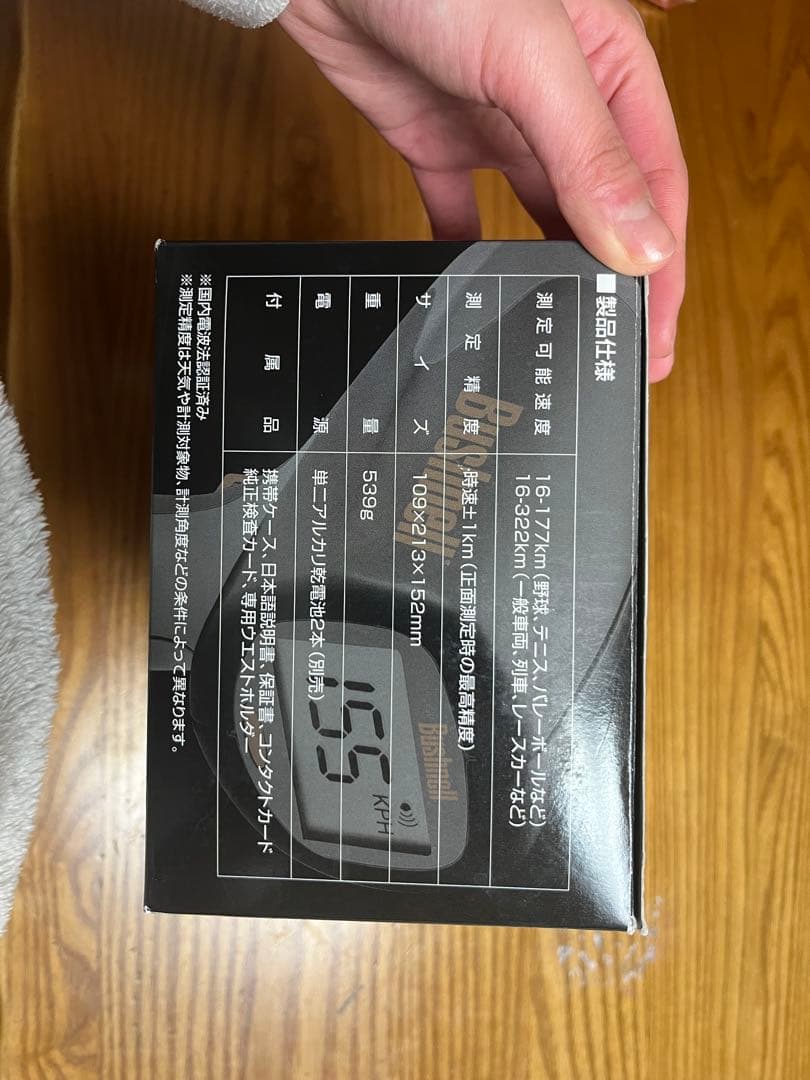 ■製品仕様
測定可能速度 16-177km(野球、テニス、バレーボールなど)
16-322km(一般車両、列車、レースカーなど)
測定精度 時速±1km(正面測定時の最高精度)
サイズ 109×213×152mm
重量 539g
電源 単二アルカリ乾電池2本(別売)
付属品 携帯ケース、日本語説明書、保証書、コンタクトカード
純正検査カード、専用ウエストホルダー
※国内電波法認証済み
※測定精度は天気や計測対象物、計測角度などの条件によって異なります。
Bushnell
Bushnell
155 KPH